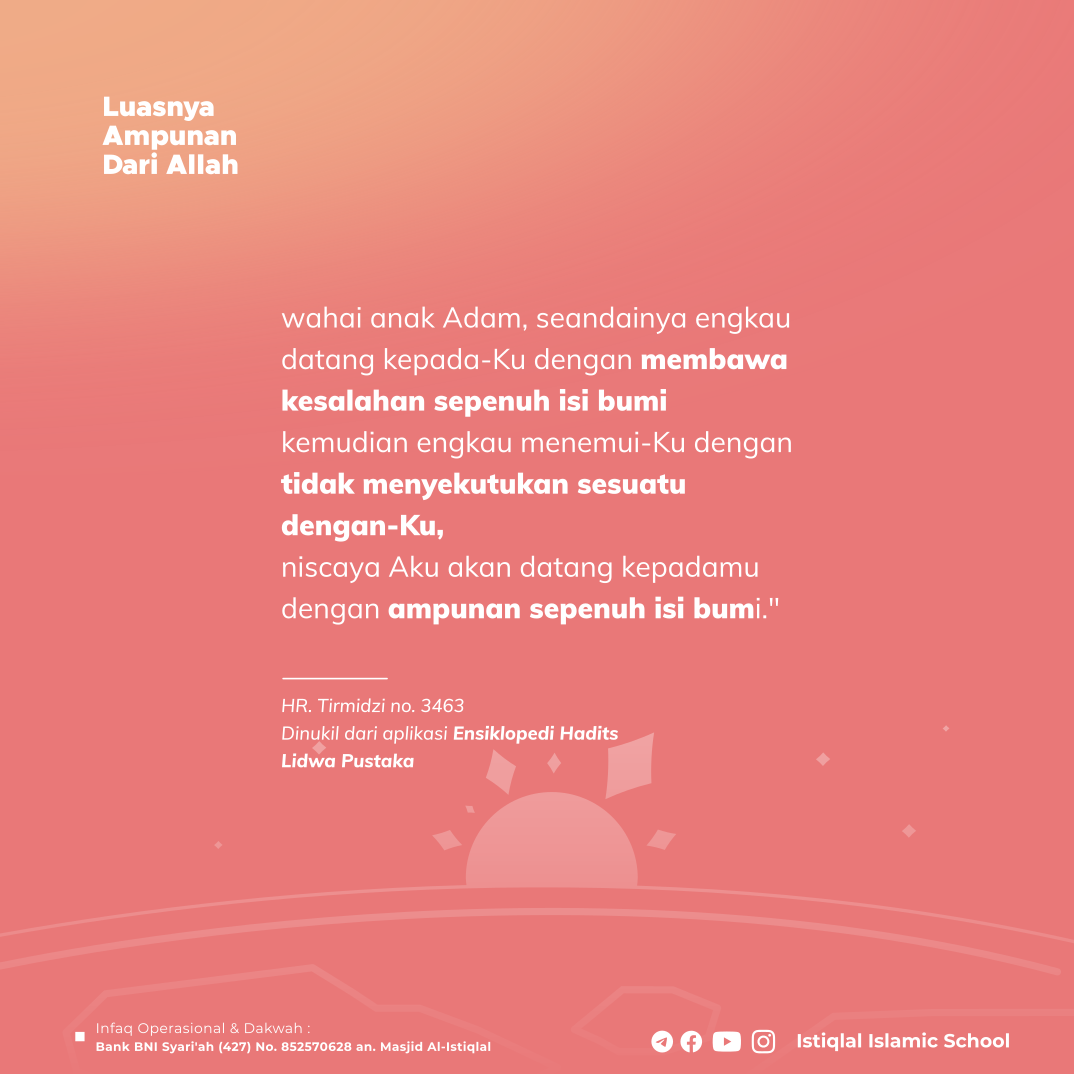 Luasnya
Ampunan
Dari Allah
wahai anak Adam, seandainya engkau
datang kepada-Ku dengan membawa
kesalahan sepenuh isi bumi
kemudian engkau menemui-Ku dengan
tidak menyekutukan sesuatu
dengan-Ku,
niscaya Aku akan datang kepadamu
dengan ampunan sepenuh isi bumi."
HR. Tirmidzi no. 3463
Dinukil dari aplikasi Ensiklopedi Hadits
Lidwa Pustaka
Infaq Operasional & Dakwah :
Bank BNI Syari'ah (427) No. 852570628 an. Masjid Al-Istiqlal
Istiqlal Islamic School